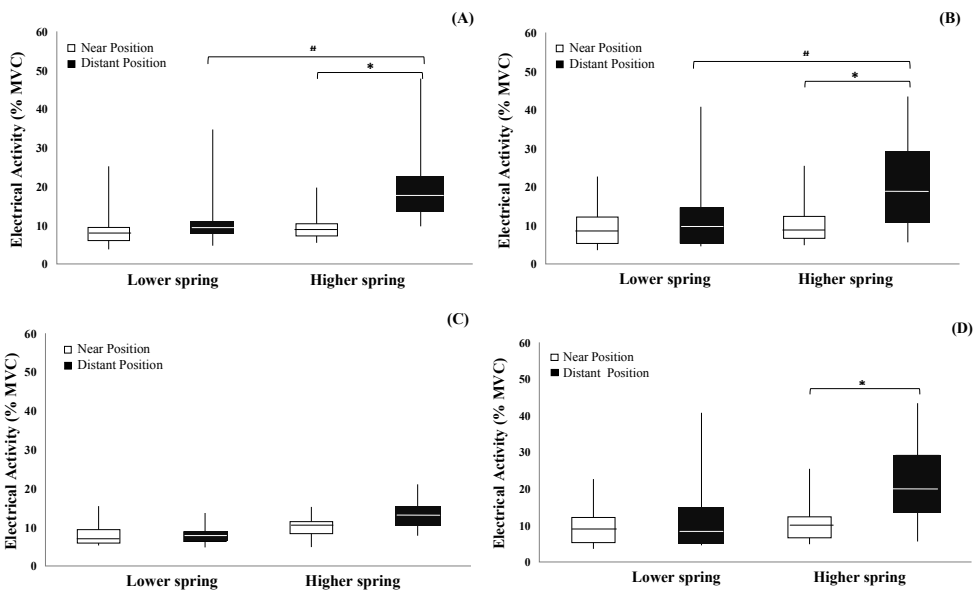 (A)
60
50
40
30
20
10
0
Electrical Activity (% MVC)
Near Position
Distant Position
#
*
Lower spring
Higher spring
(B)
60
50
40
30
20
10
0
Electrical Activity (% MVC)
Near Position
Distant Position
#
*
Lower spring
Higher spring
(C)
60
50
40
30
20
10
0
Electrical Activity (% MVC)
Near Position
Distant Position
Lower spring
Higher spring
(D)
60
50
40
30
20
10
0
Electrical Activity (% MVC)
Near Position
Distant Position
*
Lower spring
Higher spring